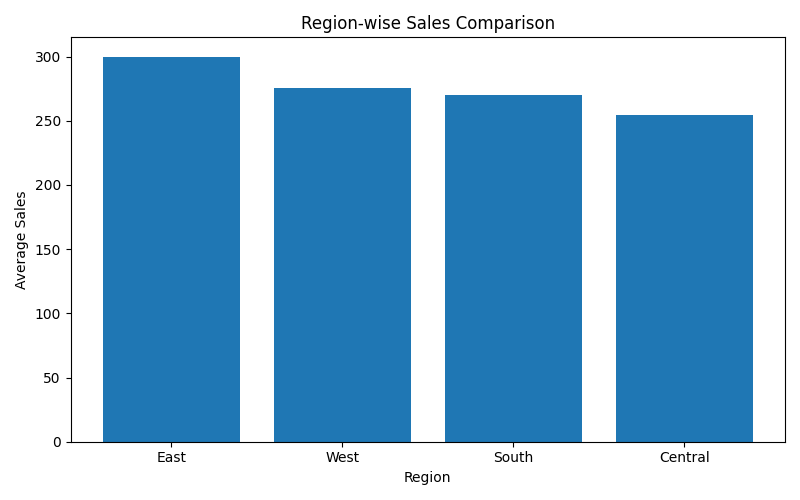 Region-wise Sales Comparison
300
250
200
150
100
50
0
Average Sales
East West South Central
Region